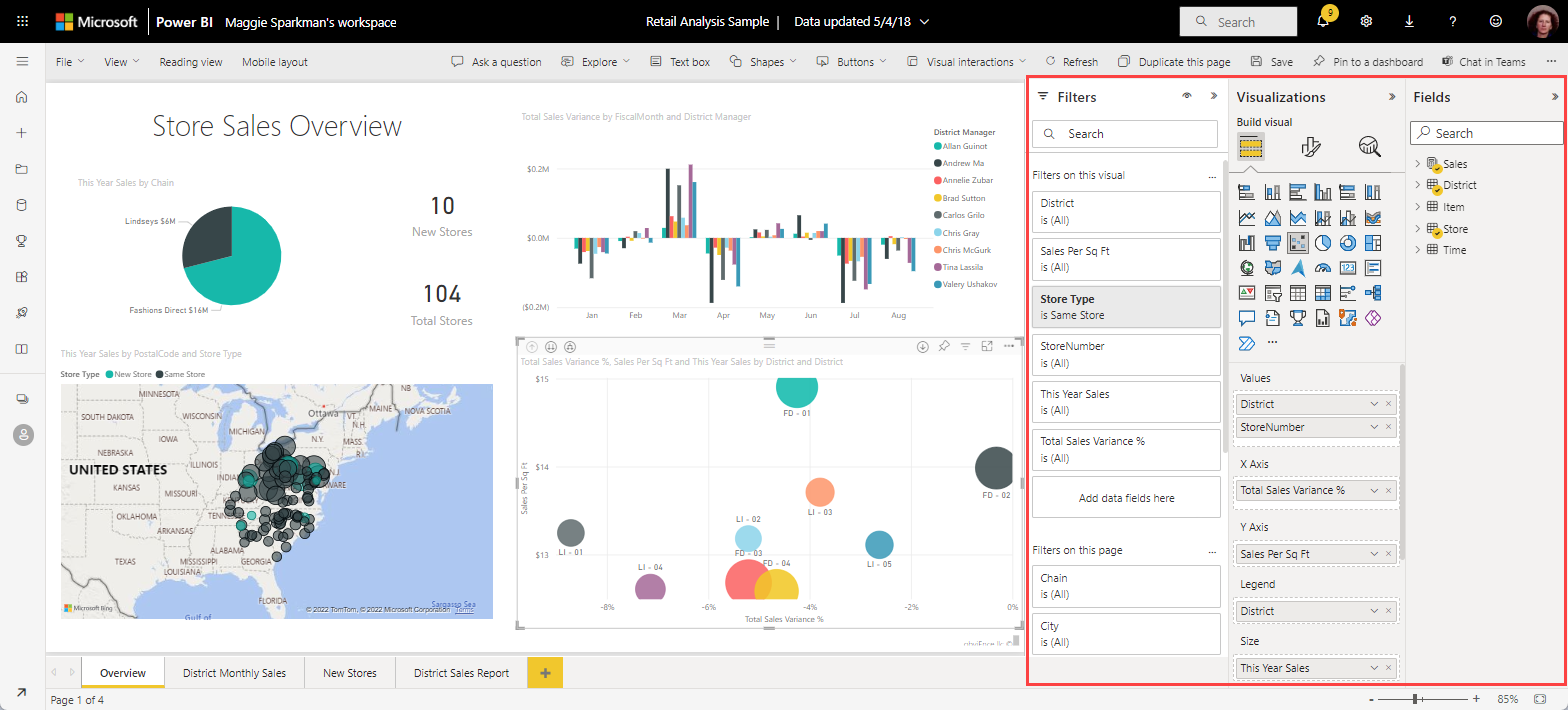 Microsoft
Power BI
Maggie Sparkman's workspace
Retail Analysis Sample | Data updated 5/4/18
Search
9
File
View
Reading view
Mobile layout
Ask a question
Explore
Text box
Shapes
Buttons
Visual interactions
Refresh
Duplicate this page
Save
Pin to a dashboard
Chat in Teams
Store Sales Overview
This Year Sales by Chain
Lindseys $6M
Fashions Direct $16M
10
New Stores
104
Total Stores
Total Sales Variance by FiscalMonth and District Manager
$0.2M
$0.0M
($0.2M)
Jan Feb Mar Apr May Jun Jul Aug
District Manager
Allan Guinot
Andrew Ma
Annelie Zubar
Brad Sutton
Carlos Grilo
Chris Gray
Chris McGurk
Tina Lassila
Valery Ushakov
This Year Sales by PostalCode and Store Type
Store Type New Store Same Store
MINNESOTA
SOUTH DAKOTA
WISCONSIN
MICHIGAN
Ottawa
MAINE
NB
NOVA SCOTIA
VT.
N.H.
N.Y.
MASS.
R.I.
IOWA
NEBRASKA
ILLINOIS
UNITED STATES
KANSAS
MISSOURI
OKLAHOMA
ARKANSAS
TEXAS
MISSISSIPPI
ALABAMA
GEORGIA
LOUISIANA
FLORIDA
Gulf of
Sargasso Sea
Microsoft Bing
© 2022 TomTom, © 2022 Microsoft Corporation Terms
Total Sales Variance %, Sales Per Sq Ft and This Year Sales by District and District
Sales Per Sq Ft
$15
$14
$13
FD - 01
FD - 02
LI - 03
LI - 01
LI - 02
FD - 03
LI - 05
LI - 04
FD - 04
-8% -6% -4% -2% 0%
Total Sales Variance %
Filters
Search
Filters on this visual
District
is (All)
Sales Per Sq Ft
is (All)
Store Type
is Same Store
StoreNumber
is (All)
This Year Sales
is (All)
Total Sales Variance %
is (All)
Add data fields here
Filters on this page
Chain
is (All)
City
is (All)
Visualizations
Build visual
123
Values
District
StoreNumber
X Axis
Total Sales Variance %
Y Axis
Sales Per Sq Ft
Legend
District
Size
This Year Sales
Fields
Search
Sales
District
Item
Store
Time
Overview
District Monthly Sales
New Stores
District Sales Report
+
Page 1 of 4
- + 85%